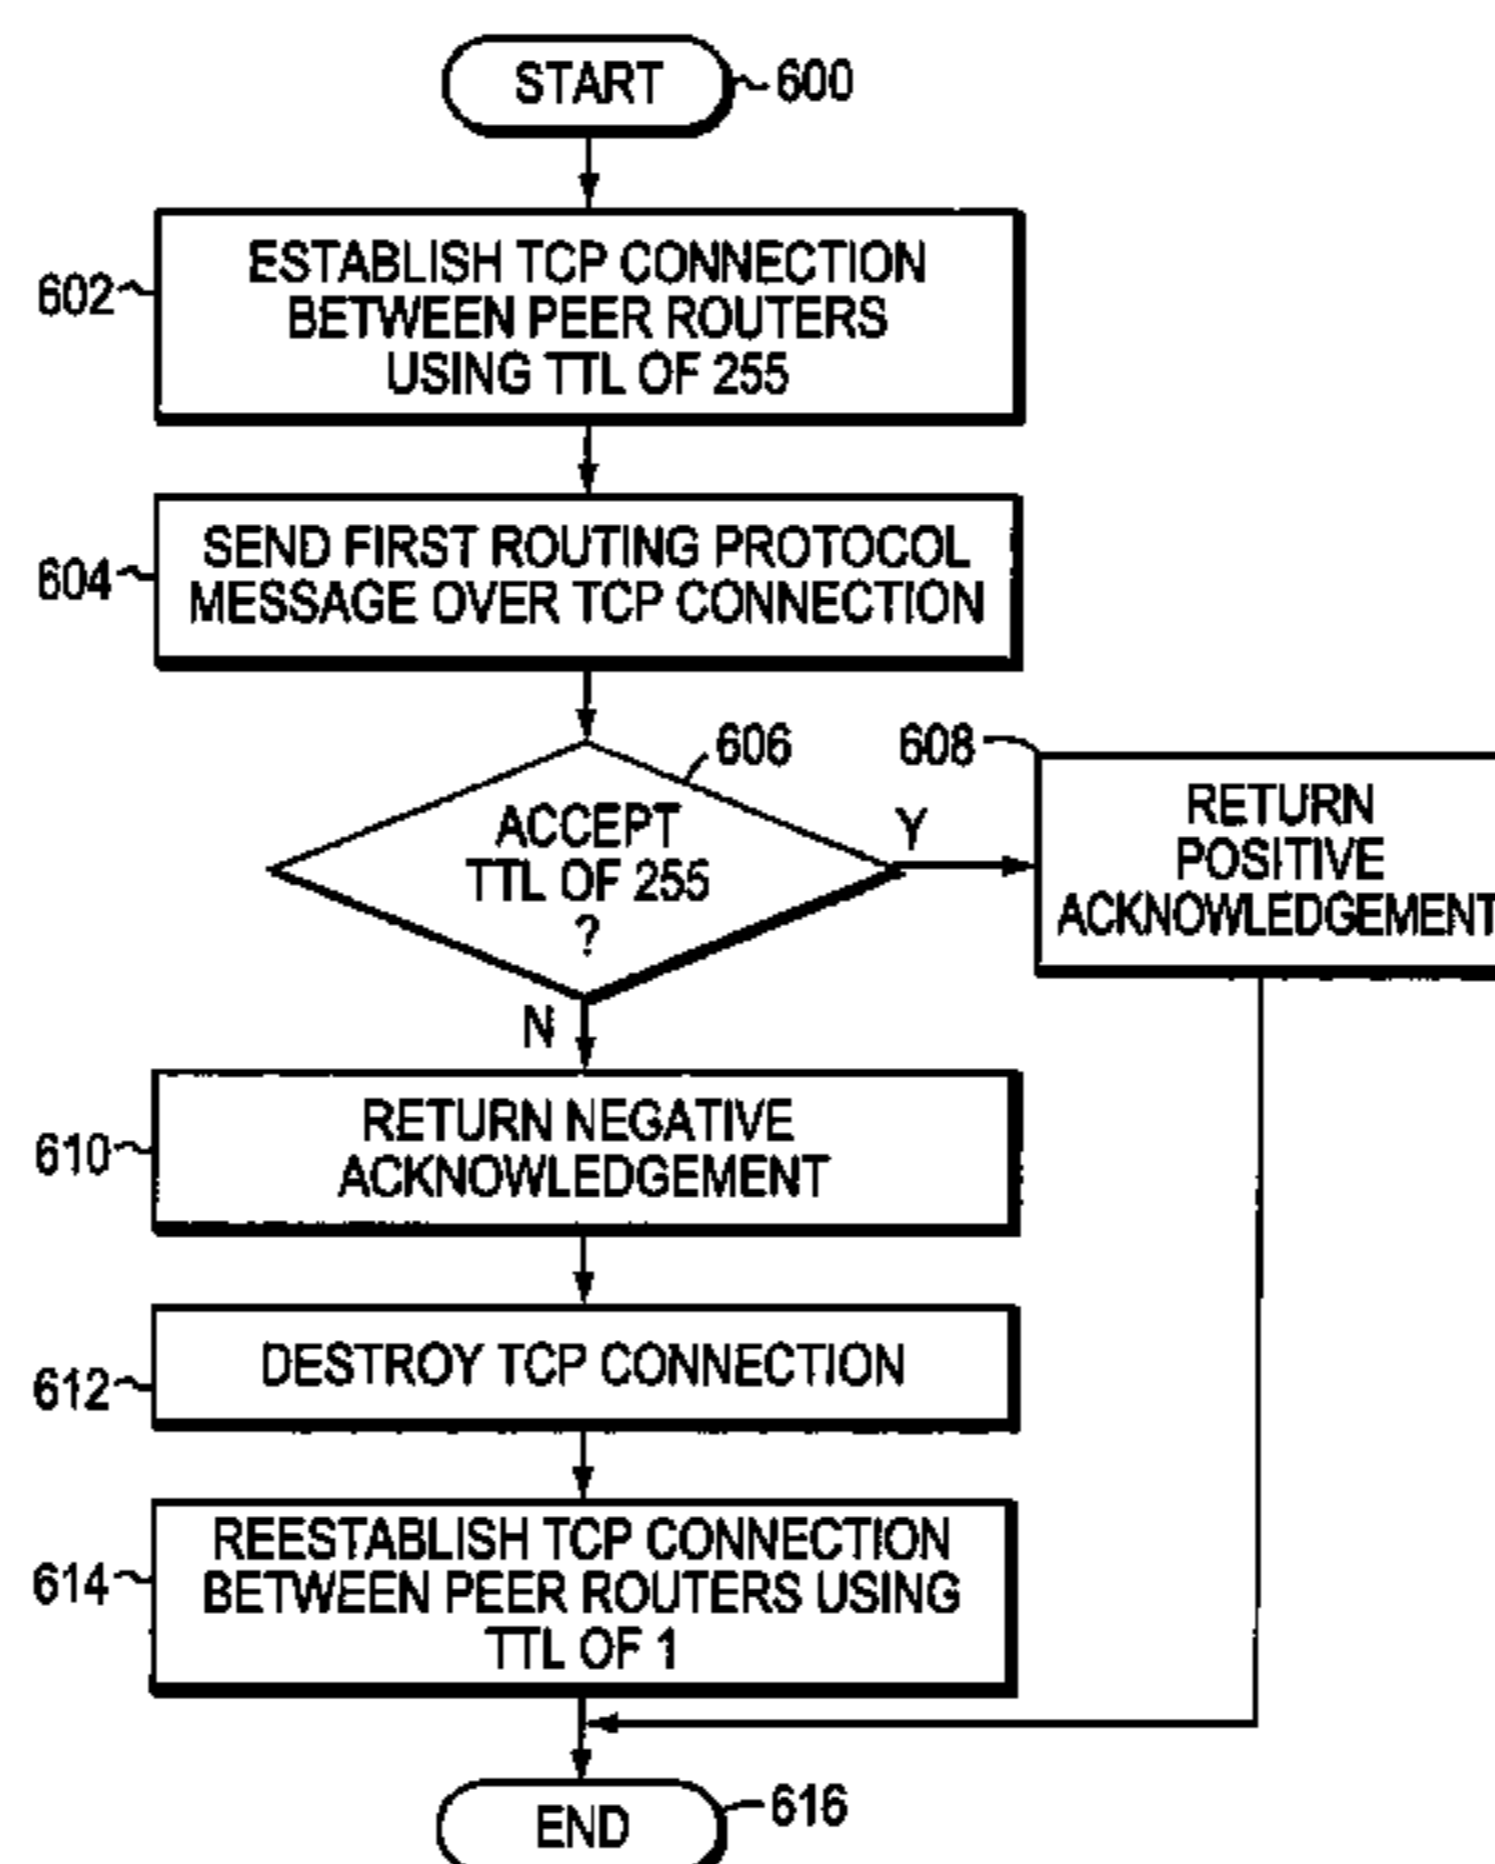 START
600
602
ESTABLISH TCP CONNECTION
BETWEEN PEER ROUTERS
USING TTL OF 255
604
SEND FIRST ROUTING PROTOCOL
MESSAGE OVER TCP CONNECTION
606
ACCEPT
TTL OF 255
?
Y
N
608
RETURN
POSITIVE
ACKNOWLEDGEMENT
610
RETURN NEGATIVE
ACKNOWLEDGEMENT
612
DESTROY TCP CONNECTION
614
REESTABLISH TCP CONNECTION
BETWEEN PEER ROUTERS USING
TTL OF 1
END
616